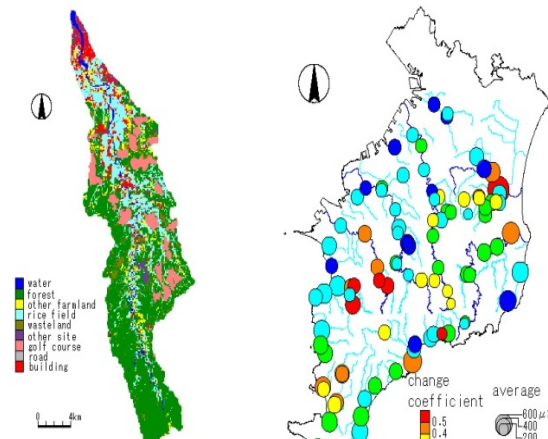 water
forest
other farmland
rice field
wasteland
other site
golf course
road
building
0 4km
change
coefficient
0.5
0.4
average
600 μ
400
200